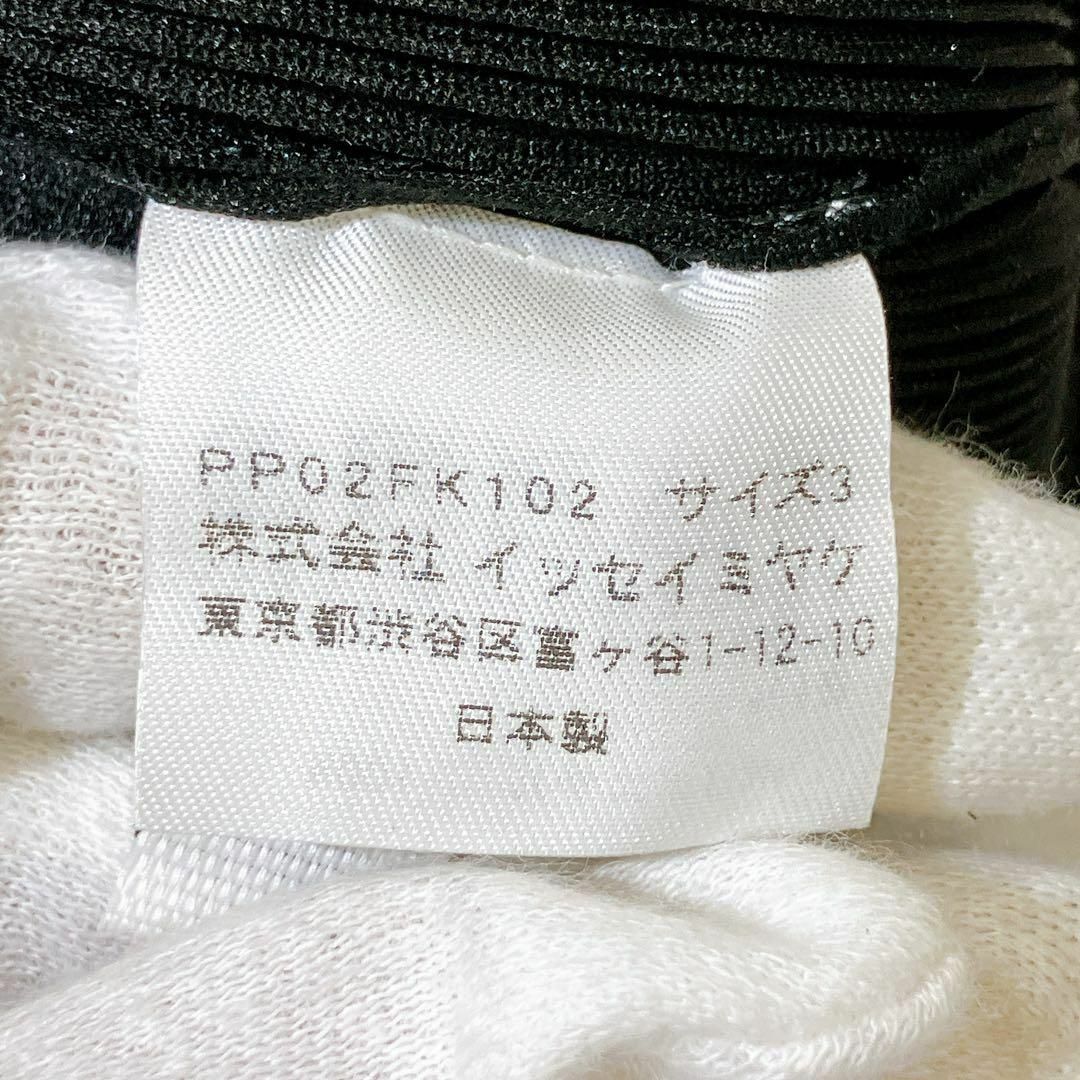 PP02FK102 サイズ3
株式会社 イッセイミヤケ
東京都渋谷区富ヶ谷1-12-10
日本製